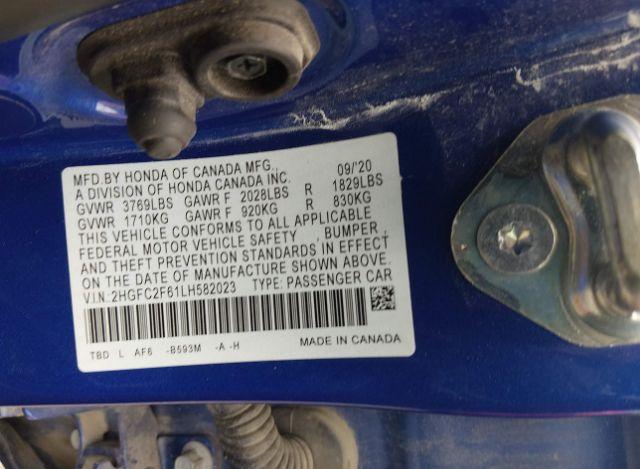 MFD.BY HONDA OF CANADA MFG., 09/'20
A DIVISION OF HONDA CANADA INC.
GVWR 3769LBS GAWR F 2028LBS R 1829LBS
GVWR 1710KG GAWR F 920KG R 830KG
THIS VEHICLE CONFORMS TO ALL APPLICABLE
FEDERAL MOTOR VEHICLE SAFETY , BUMPER ,
AND THEFT PREVENTION STANDARDS IN EFFECT
ON THE DATE OF MANUFACTURE SHOWN ABOVE.
V.I.N.: 2HGFC2F61LH582023 TYPE: PASSENGER CAR
TBD L AF6 -B593M -A -H MADE IN CANADA